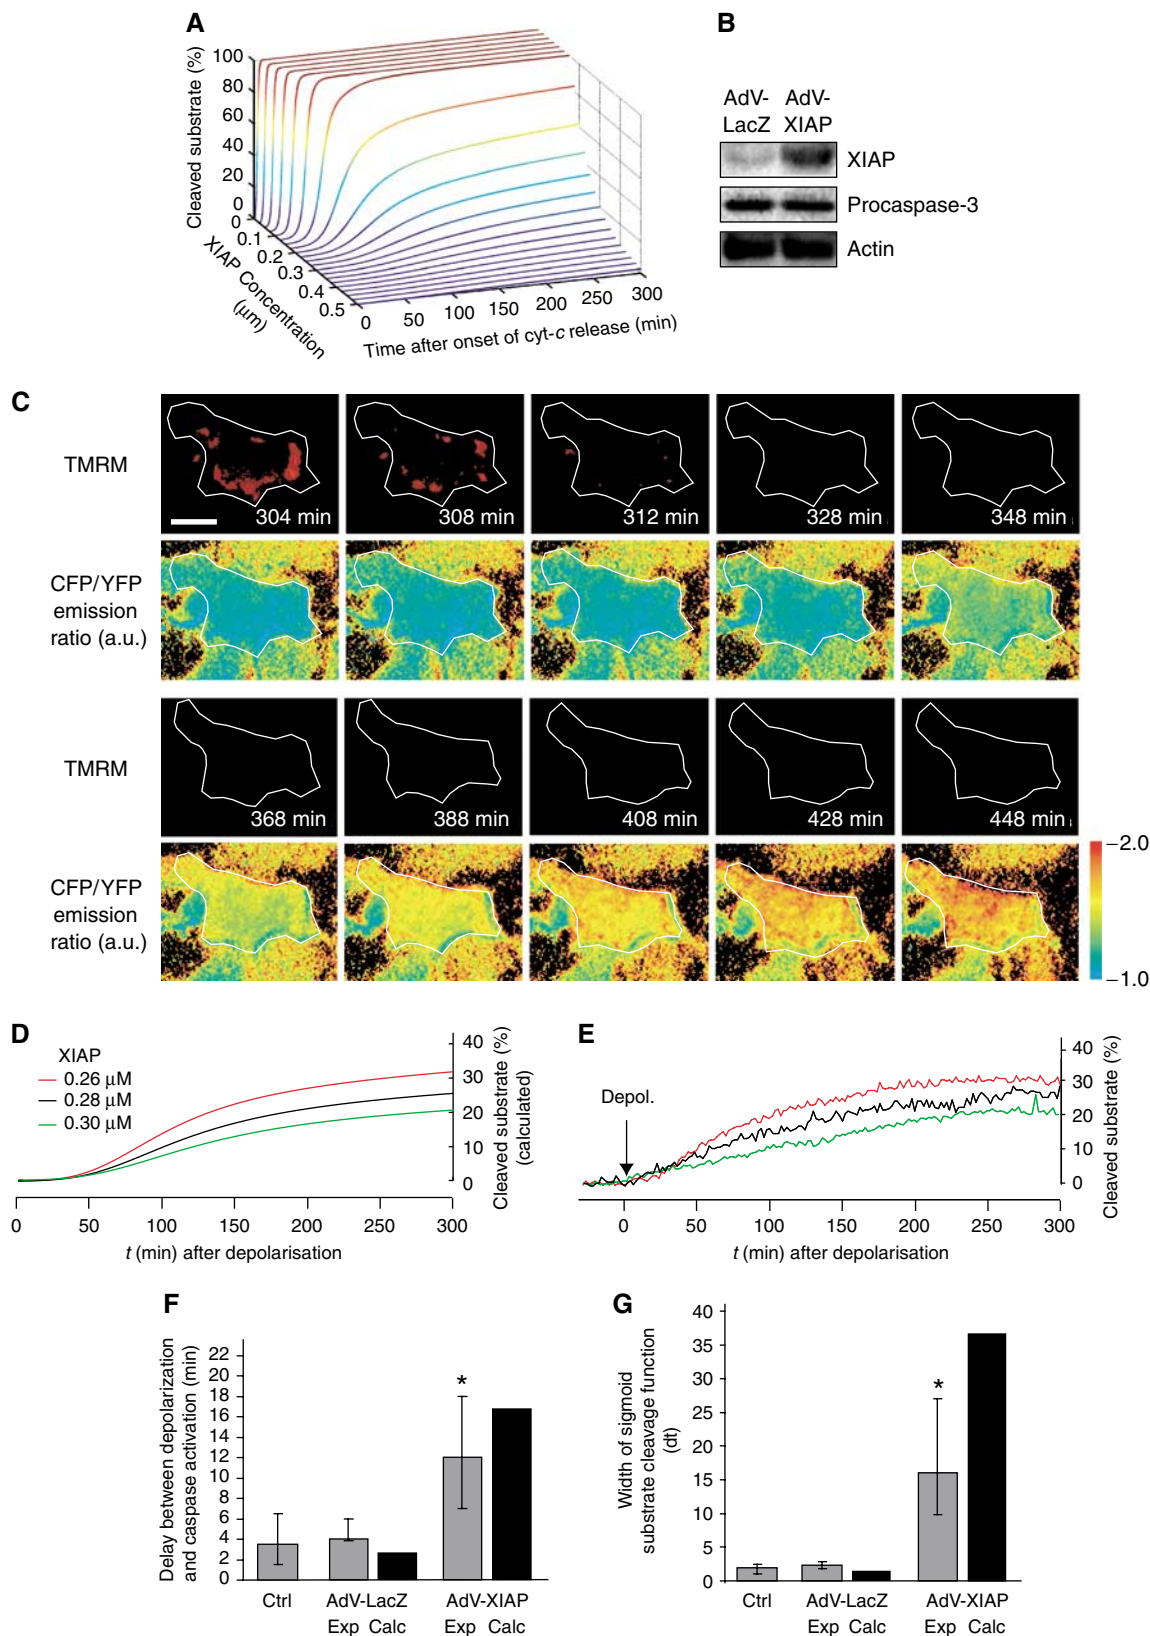 A
Cleaved substrate (%)
100
80
60
40
20
0
0
0.1
0.2
0.3
0.4
0.5
XIAP Concentration
(μm)
0
50
100
150
200
250
300
Time after onset of cyt-c release (min)
B
AdV-
LacZ
AdV-
XIAP
XIAP
Procaspase-3
Actin
C
TMRM
304 min
308 min
312 min
328 min
348 min
CFP/YFP
emission
ratio (a.u.)
TMRM
368 min
388 min
408 min
428 min
448 min
CFP/YFP
emission
ratio (a.u.)
2.0
1.0
D
XIAP
0.26 μM
0.28 μM
0.30 μM
40
30
20
10
0
Cleaved substrate (%)
(calculated)
0 50 100 150 200 250 300
t (min) after depolarisation
E
Depol.
40
30
20
10
0
Cleaved substrate (%)
0 50 100 150 200 250 300
t (min) after depolarisation
F
Delay between depolarization
and caspase activation (min)
22
20
18
16
14
12
10
8
6
4
2
0
Ctrl
AdV-LacZ
Exp Calc
AdV-XIAP
Exp Calc
*
G
Width of sigmoid
substrate cleavage function
(dt)
40
35
30
25
20
15
10
5
0
Ctrl
AdV-LacZ
Exp Calc
AdV-XIAP
Exp Calc
*